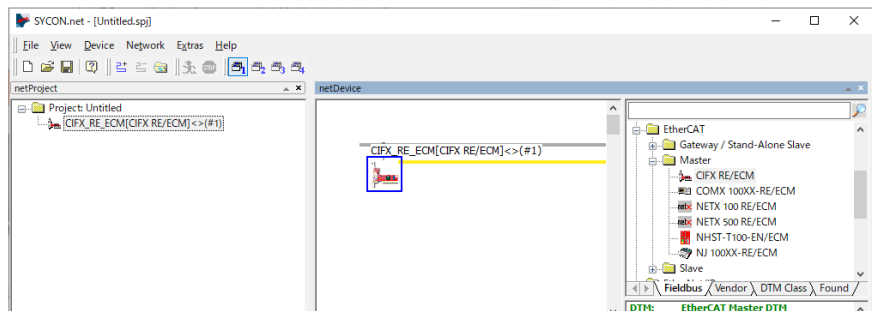 SYCON.net - [Untitled.spj]
File View Device Network Extras Help
netProject
netDevice
Project: Untitled
CIFX_RE_ECM[CIFX RE/ECM]<>(#1)
CIFX_RE_ECM[CIFX RE/ECM]<>(#1)
EtherCAT
Gateway / Stand-Alone Slave
Master
CIFX RE/ECM
COMX 100XX-RE/ECM
NETX 100 RE/ECM
NETX 500 RE/ECM
NHST-T100-EN/ECM
NJ 100XX-RE/ECM
Slave
Fieldbus Vendor DTM Class Found
DTM: EtherCAT Master DTM